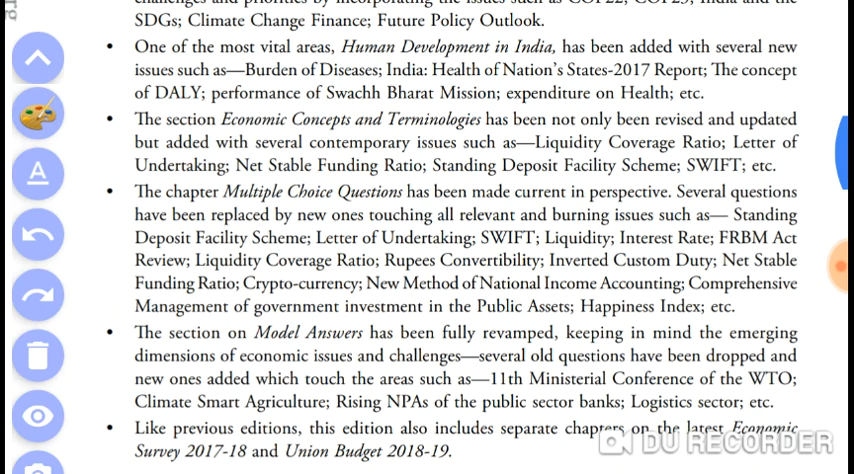 SDGs; Climate Change Finance; Future Policy Outlook.
• One of the most vital areas, Human Development in India, has been added with several new
issues such as—Burden of Diseases; India: Health of Nation's States-2017 Report; The concept
of DALY; performance of Swachh Bharat Mission; expenditure on Health; etc.
• The section Economic Concepts and Terminologies has been not only been revised and updated
but added with several contemporary issues such as—Liquidity Coverage Ratio; Letter of
Undertaking; Net Stable Funding Ratio; Standing Deposit Facility Scheme; SWIFT; etc.
• The chapter Multiple Choice Questions has been made current in perspective. Several questions
have been replaced by new ones touching all relevant and burning issues such as— Standing
Deposit Facility Scheme; Letter of Undertaking; SWIFT; Liquidity; Interest Rate; FRBM Act
Review; Liquidity Coverage Ratio; Rupees Convertibility; Inverted Custom Duty; Net Stable
Funding Ratio; Crypto-currency; New Method of National Income Accounting; Comprehensive
Management of government investment in the Public Assets; Happiness Index; etc.
• The section on Model Answers has been fully revamped, keeping in mind the emerging
dimensions of economic issues and challenges—several old questions have been dropped and
new ones added which touch the areas such as—11th Ministerial Conference of the WTO;
Climate Smart Agriculture; Rising NPAs of the public sector banks; Logistics sector; etc.
• Like previous editions, this edition also includes separate chapters on the latest Economic
Survey 2017-18 and Union Budget 2018-19.
DU RECORDER
A